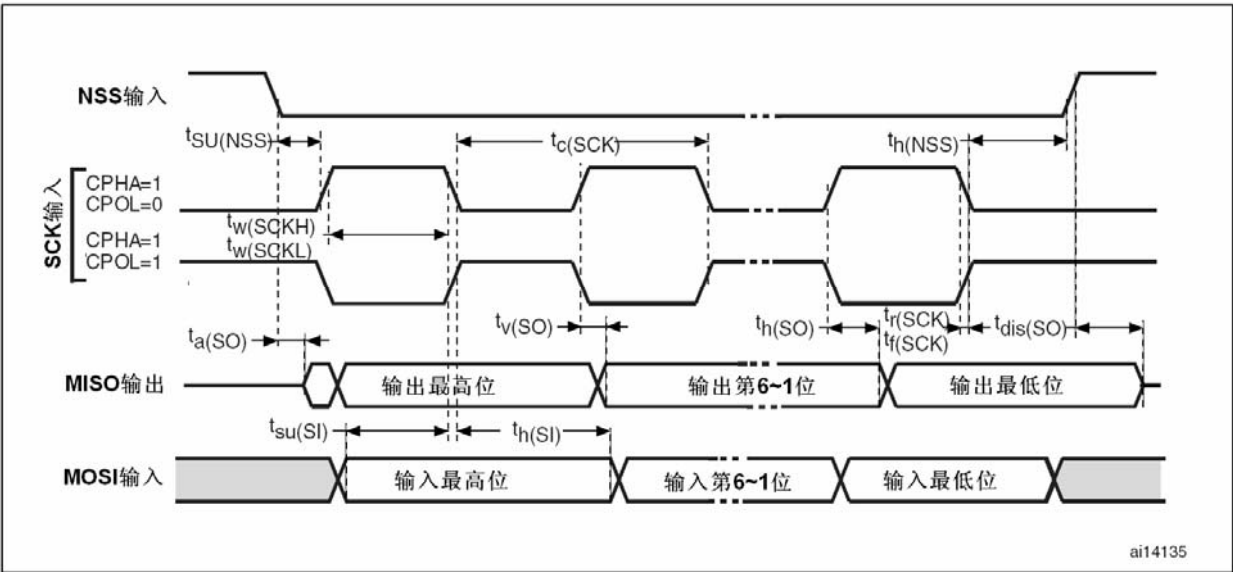 NSS输入
tSU(NSS)
tc(SCK)
th(NSS)
SCK输入
CPHA=1
CPOL=0
tw(SCKH)
tw(SCKL)
CPHA=1
CPOL=1
ta(SO)
tv(SO)
th(SO)
tr(SCK)
tf(SCK)
tdis(SO)
MISO输出
输出最高位
输出第6~1位
输出最低位
tsu(SI)
th(SI)
MOSI输入
输入最高位
输入第6~1位
输入最低位
ai14135